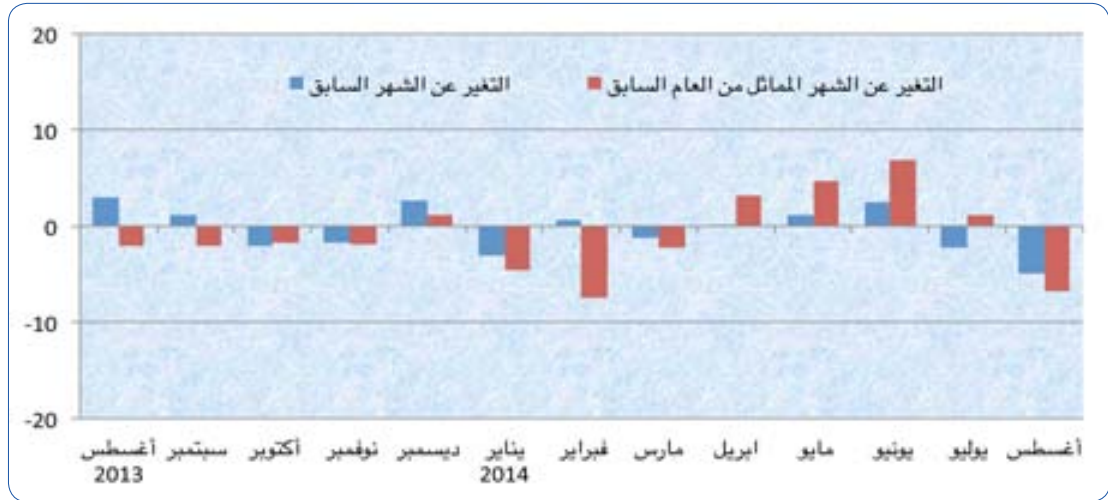 20
التغير عن الشهر السابق
التغير عن الشهر المماثل من العام السابق
10
0
-10
-20
أغسطس سبتمبر أكتوبر نوفمبر ديسمبر يناير فبراير مارس ابريل مايو يونيو يوليو أغسطس
2013 2014